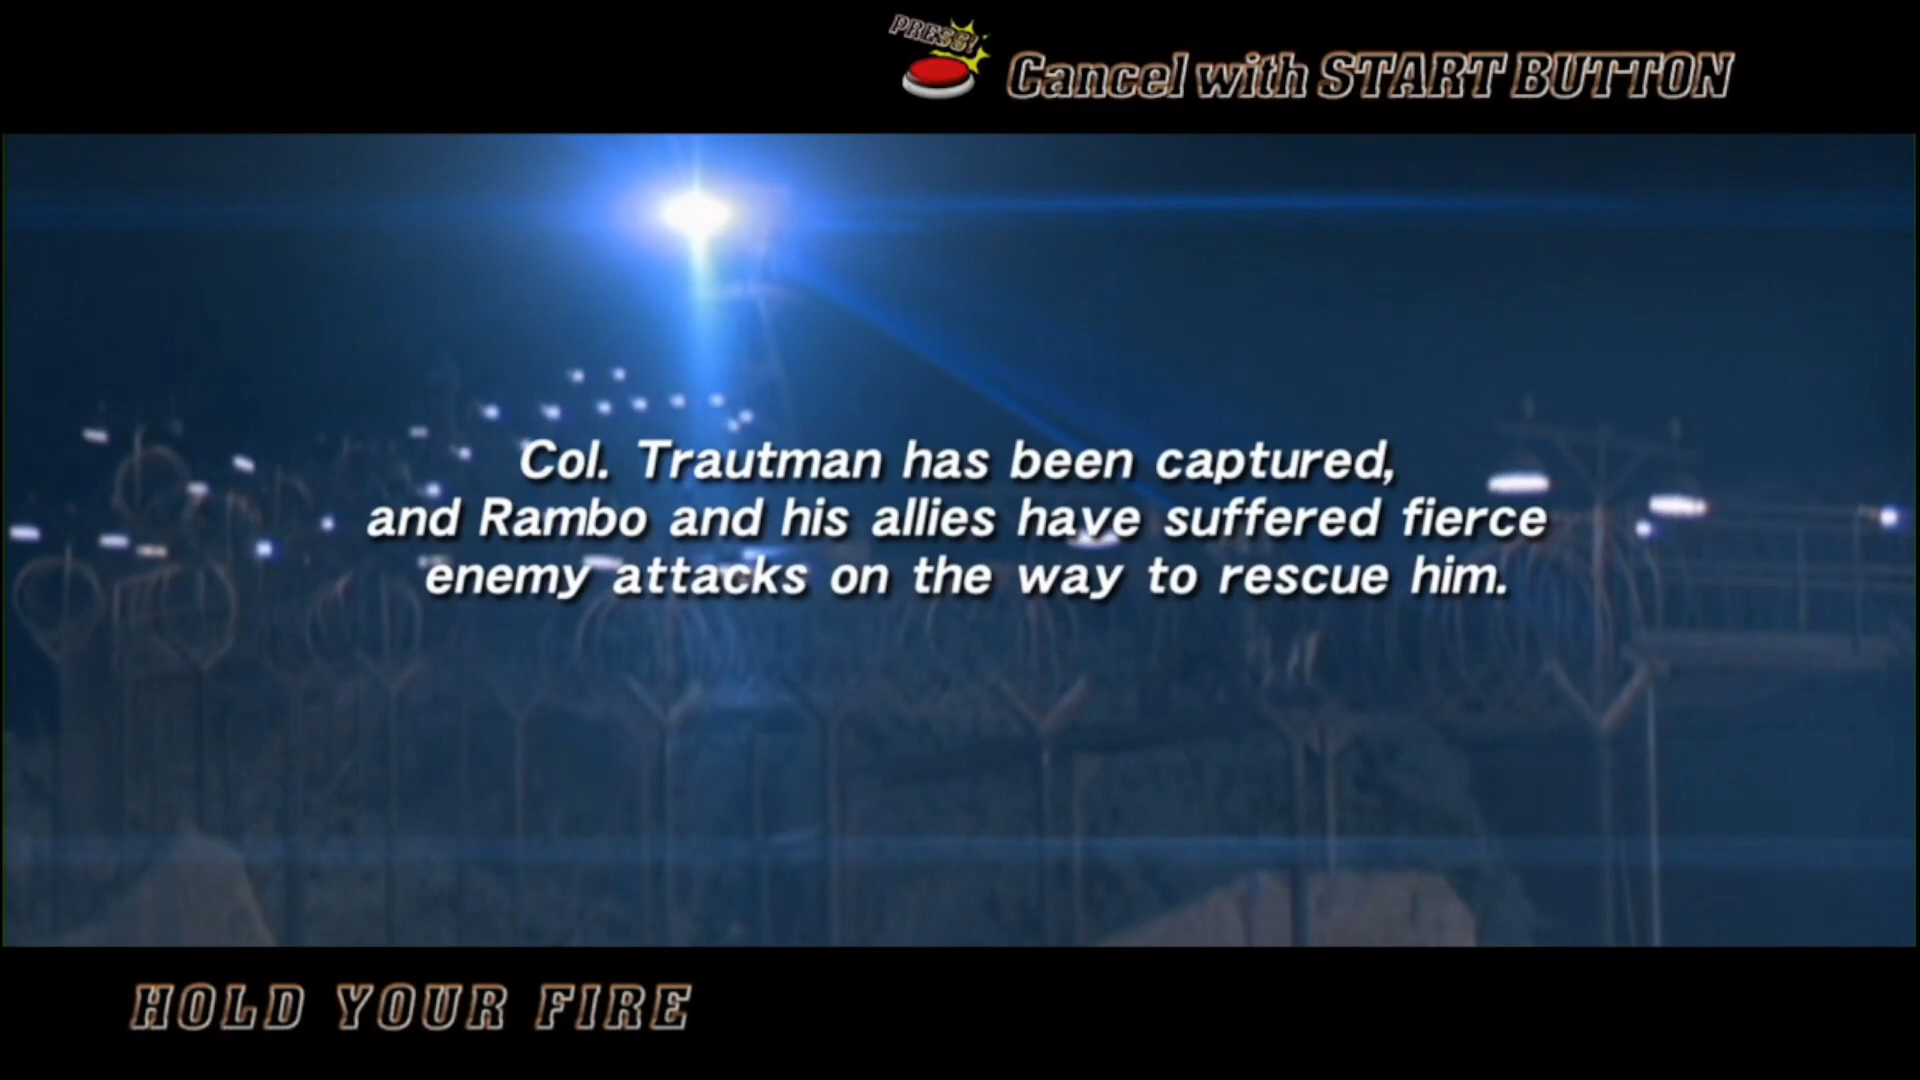 PRESS!
Cancel with START BUTTON
Col. Trautman has been captured,
and Rambo and his allies have suffered fierce
enemy attacks on the way to rescue him.
HOLD YOUR FIRE